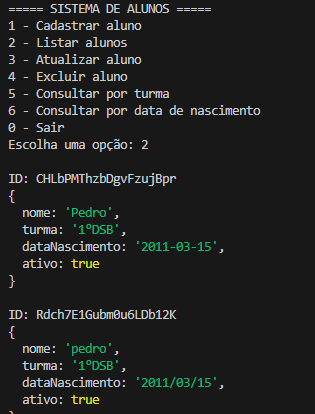 ===== SISTEMA DE ALUNOS =====
1 - Cadastrar aluno
2 - Listar alunos
3 - Atualizar aluno
4 - Excluir aluno
5 - Consultar por turma
6 - Consultar por data de nascimento
0 - Sair
Escolha uma opção: 2

ID: CHLbPMThzbDgvFzujBpr
{
  nome: 'Pedro',
  turma: '1ºDSB',
  dataNascimento: '2011-03-15',
  ativo: true
}

ID: Rdch7E1Gubm0u6LDb12K
{
  nome: 'pedro',
  turma: '1ºDSB',
  dataNascimento: '2011/03/15',
  ativo: true
}